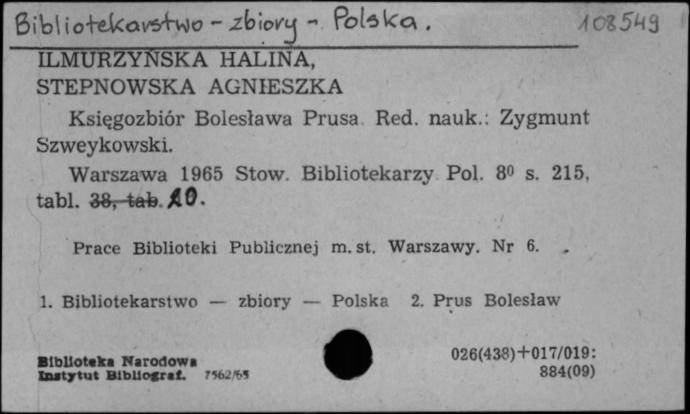 Bibliotekarstwo - zbiory - Polska.
108549
ILMURZYŃSKA HALINA,
STEPNOWSKA AGNIESZKA
Księgozbiór Bolesława Prusa. Red. nauk.: Zygmunt
Szweykowski.
Warszawa 1965 Stow. Bibliotekarzy Pol. 8⁰ s. 215,
tabl. 38, tab. 20.
Prace Biblioteki Publicznej m. st. Warszawy. Nr 6.
1. Bibliotekarstwo — zbiory — Polska 2. Prus Bolesław
026(438)+017/019:
884(09)
Biblioteka Narodowa
Instytut Bibliograf. 7562/65